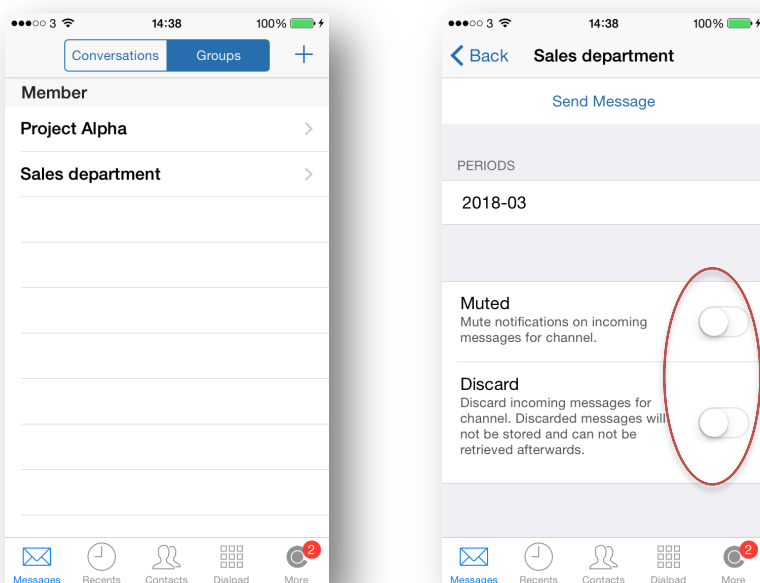 3 14:38 100%
Conversations Groups +
Member
Project Alpha
Sales department
Messages Recents Contacts Dialpad More
2
3 14:38 100%
Back Sales department
Send Message
PERIODS
2018-03
Muted
Mute notifications on incoming
messages for channel.
Discard
Discard incoming messages for
channel. Discarded messages will
not be stored and can not be
retrieved afterwards.
2
Messages Recents Contacts Dialpad More